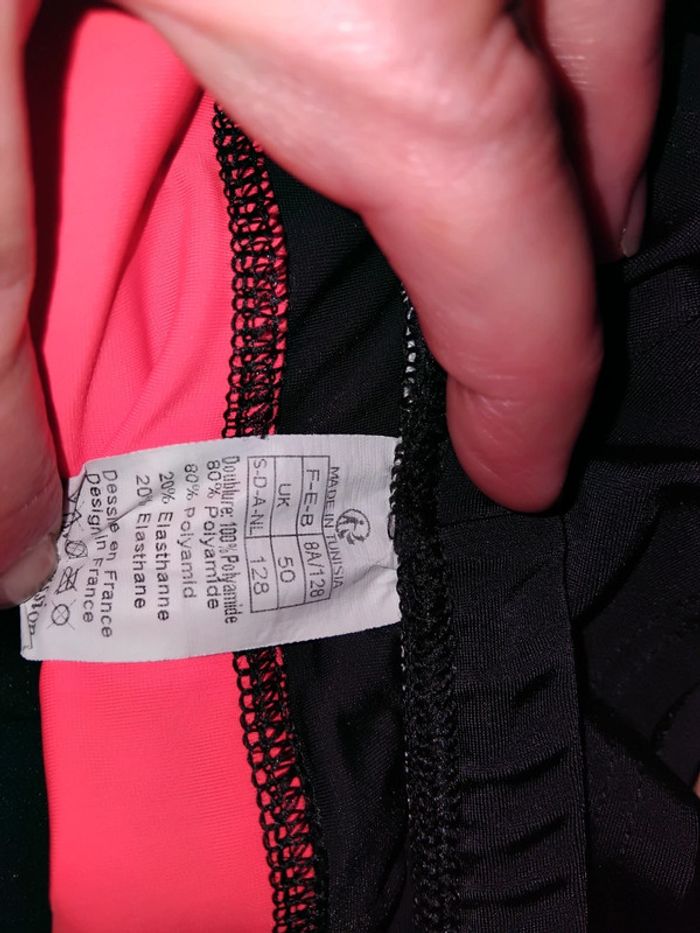 MADE IN TUNISIA
F-E-B 8A/128
UK 50
S-D-A-NL 128
Doublure: 100% Polyamide
80% Polyamide
80% Polyamid
20% Elasthanne
20% Elasthane
Dessiné en France
Design in France